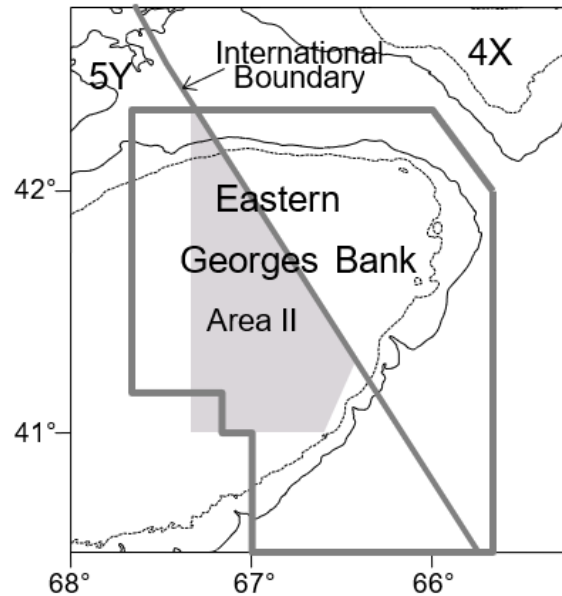 International
Boundary
5Y
4X
42°
Eastern
Georges Bank
Area II
41°
68°
67°
66°